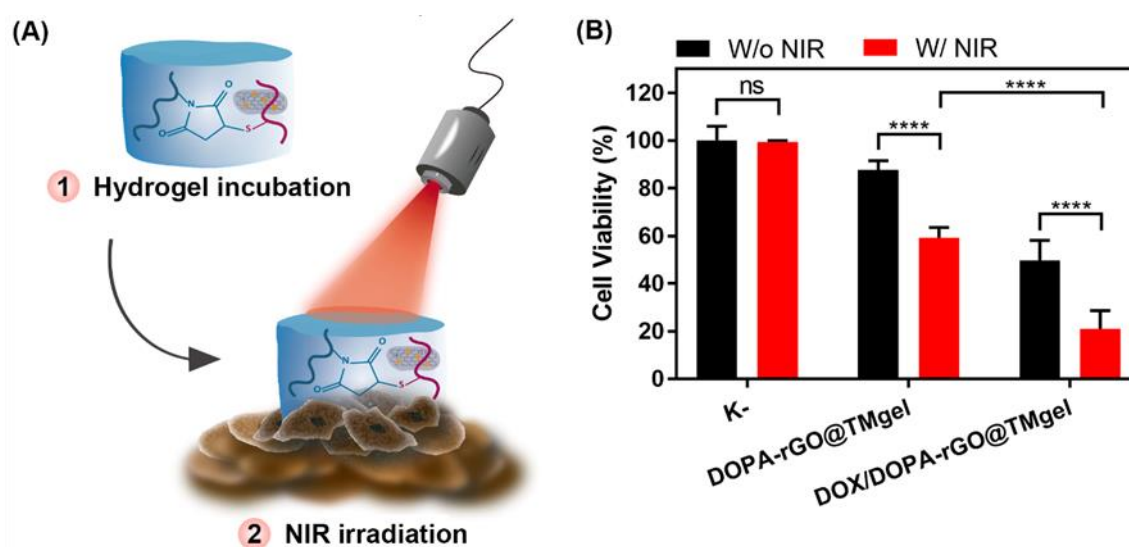 (A)
N
O
O
S
1 Hydrogel incubation
N
O
O
S
2 NIR irradiation
(B)
W/o NIR W/ NIR
Cell Viability (%)
120
100
80
60
40
20
0
ns
****
****
****
K-
DOPA-rGO@TMgel
DOX/DOPA-rGO@TMgel